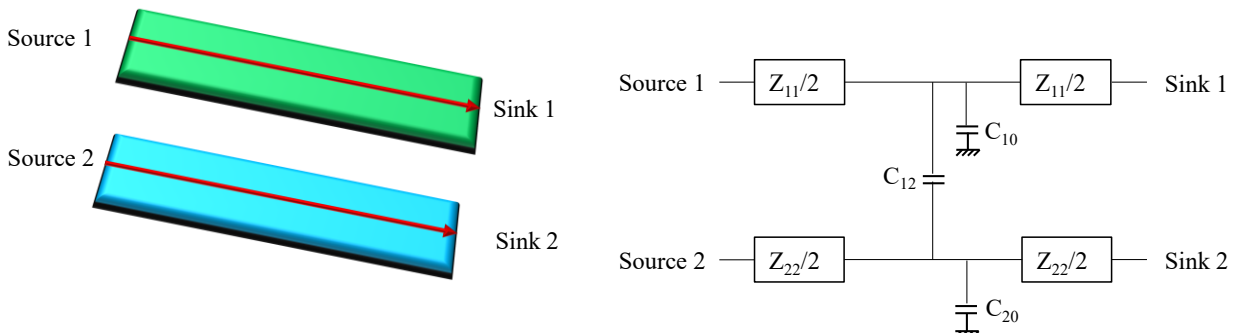 Source 1
Sink 1
Source 2
Sink 2
Source 1
Z₁₁/2
Z₁₁/2
Sink 1
C₁₀
C₁₂
Source 2
Z₂₂/2
Z₂₂/2
Sink 2
C₂₀